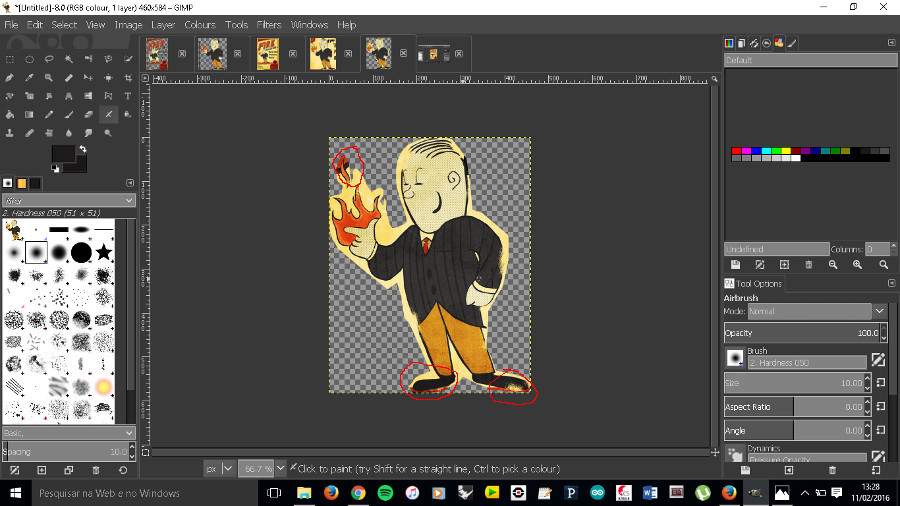 *[Untitled]-8.0 (RGB colour, 1 layer) 460x584 – GIMP
File Edit Select View Image Layer Colours Tools Filters Windows Help
Default
2. Hardness 050 (51 x 51)
Undefined
Columns: 0
Tool Options
Airbrush
Mode: Normal
Opacity 100.0
Brush
2. Hardness 050
Size 10.00
Aspect Ratio 0.00
Angle 0.00
Dynamics
Pressure Opacity
Basic,
Spacing 10.0
px 66.7 % Click to paint (try Shift for a straight line, Ctrl to pick a colour)
Pesquisar na Web e no Windows
13:28
11/02/2016